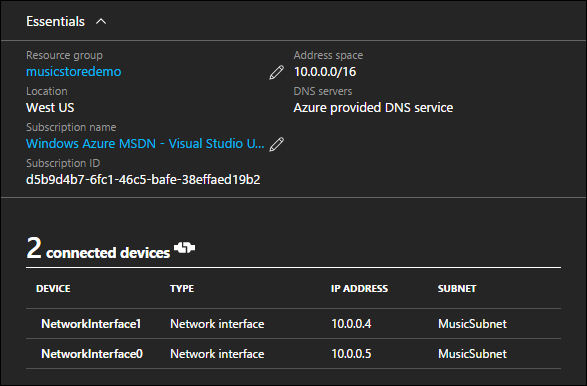 Essentials
Resource group
musicstoredemo
Address space
10.0.0.0/16
Location
West US
DNS servers
Azure provided DNS service
Subscription name
Windows Azure MSDN - Visual Studio U...
Subscription ID
d5b9d4b7-6fc1-46c5-bafe-38effaed19b2
2 connected devices
DEVICE TYPE IP ADDRESS SUBNET
NetworkInterface1 Network interface 10.0.0.4 MusicSubnet
NetworkInterface0 Network interface 10.0.0.5 MusicSubnet